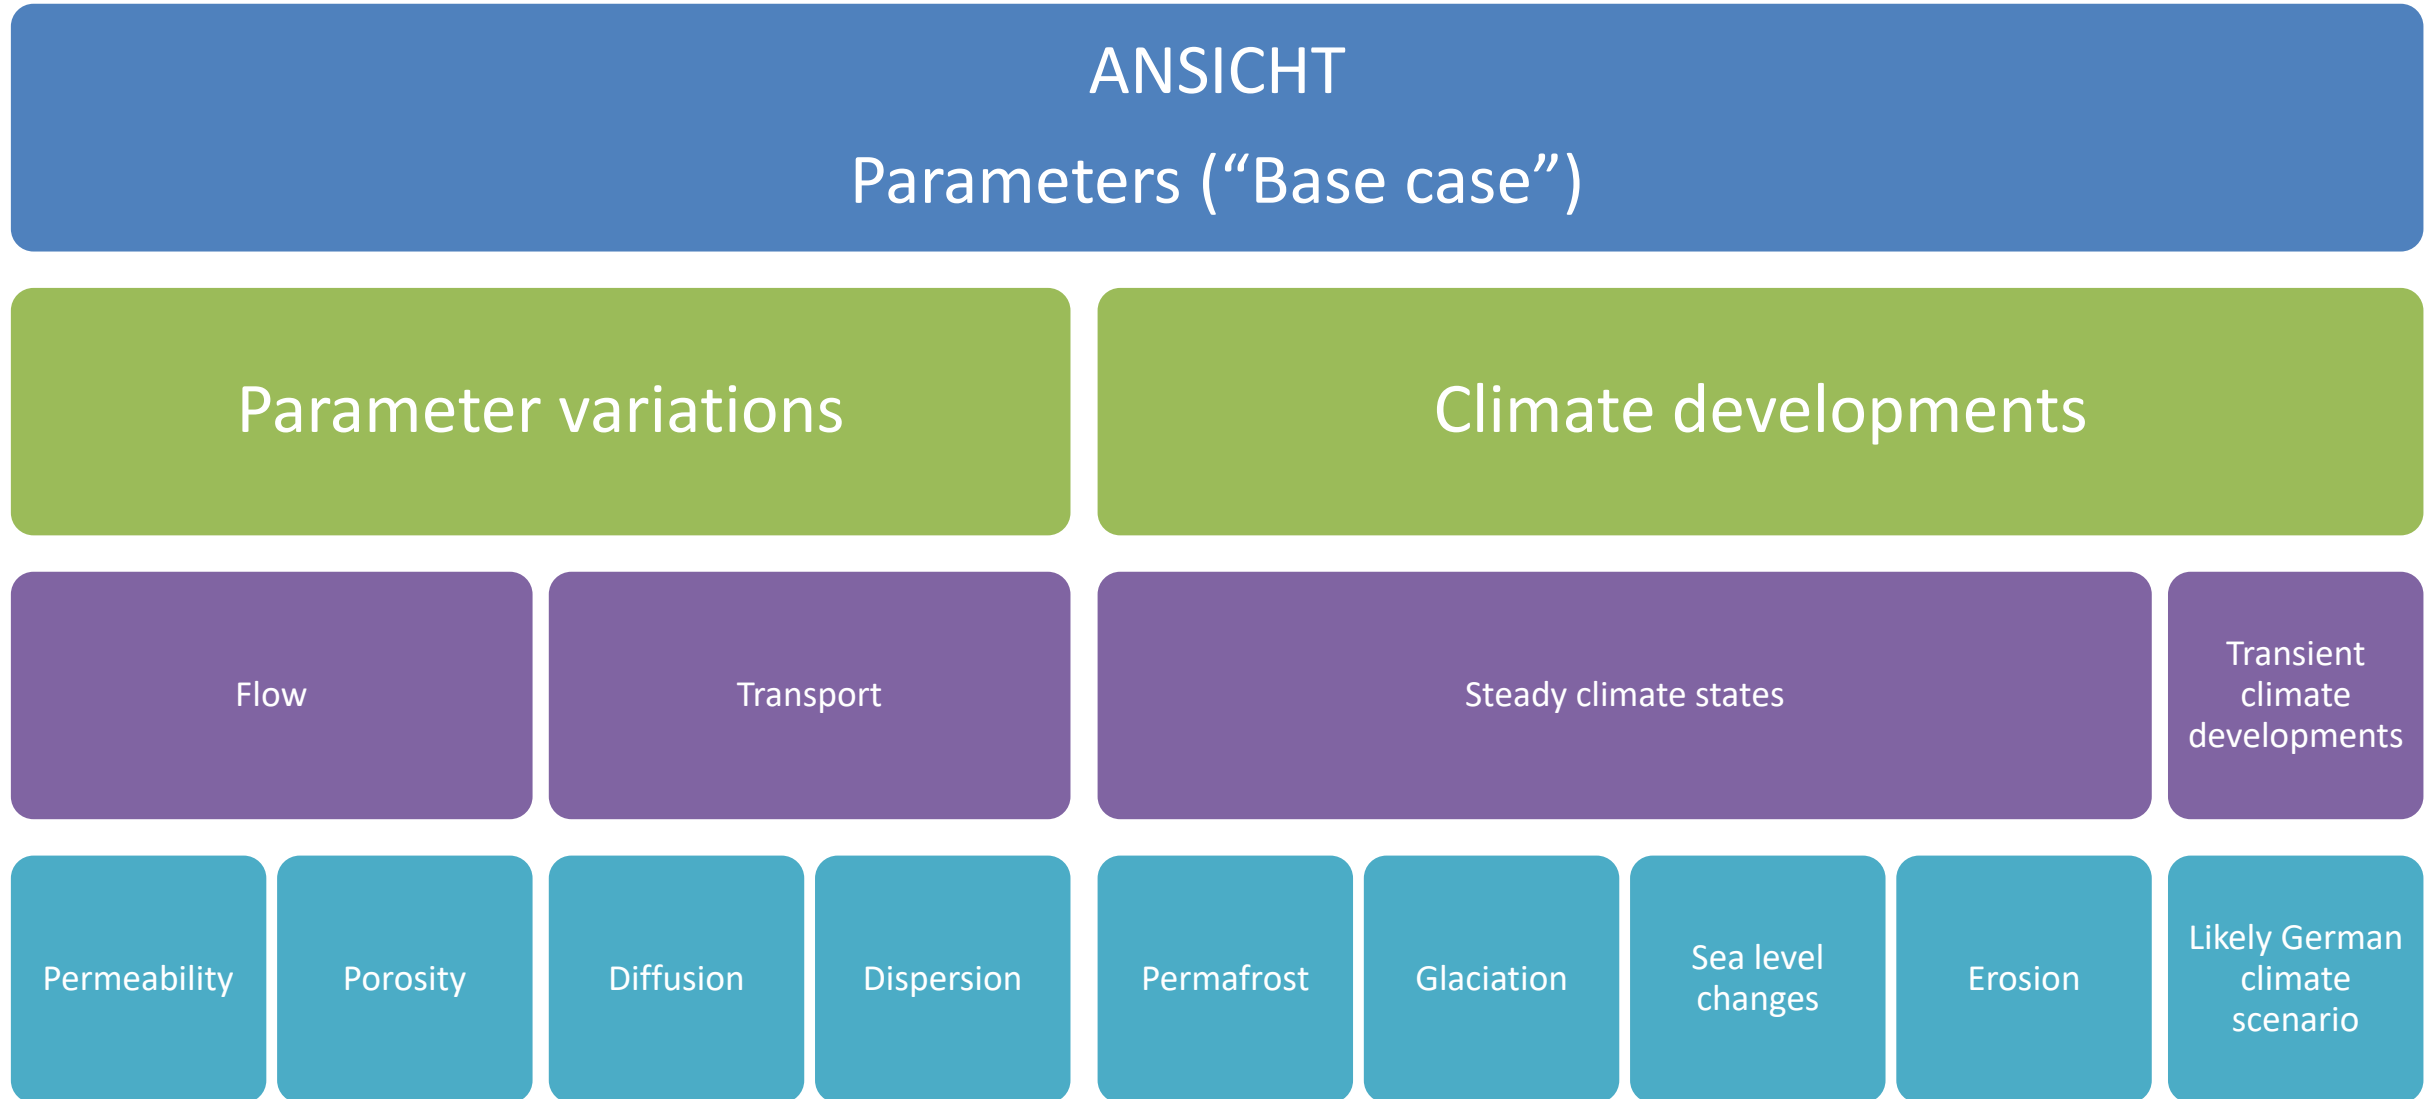 ANSICHT
Parameters (“Base case”)
Parameter variations
Climate developments
Flow
Transport
Steady climate states
Transient
climate
developments
Permeability
Porosity
Diffusion
Dispersion
Permafrost
Glaciation
Sea level
changes
Erosion
Likely German
climate
scenario